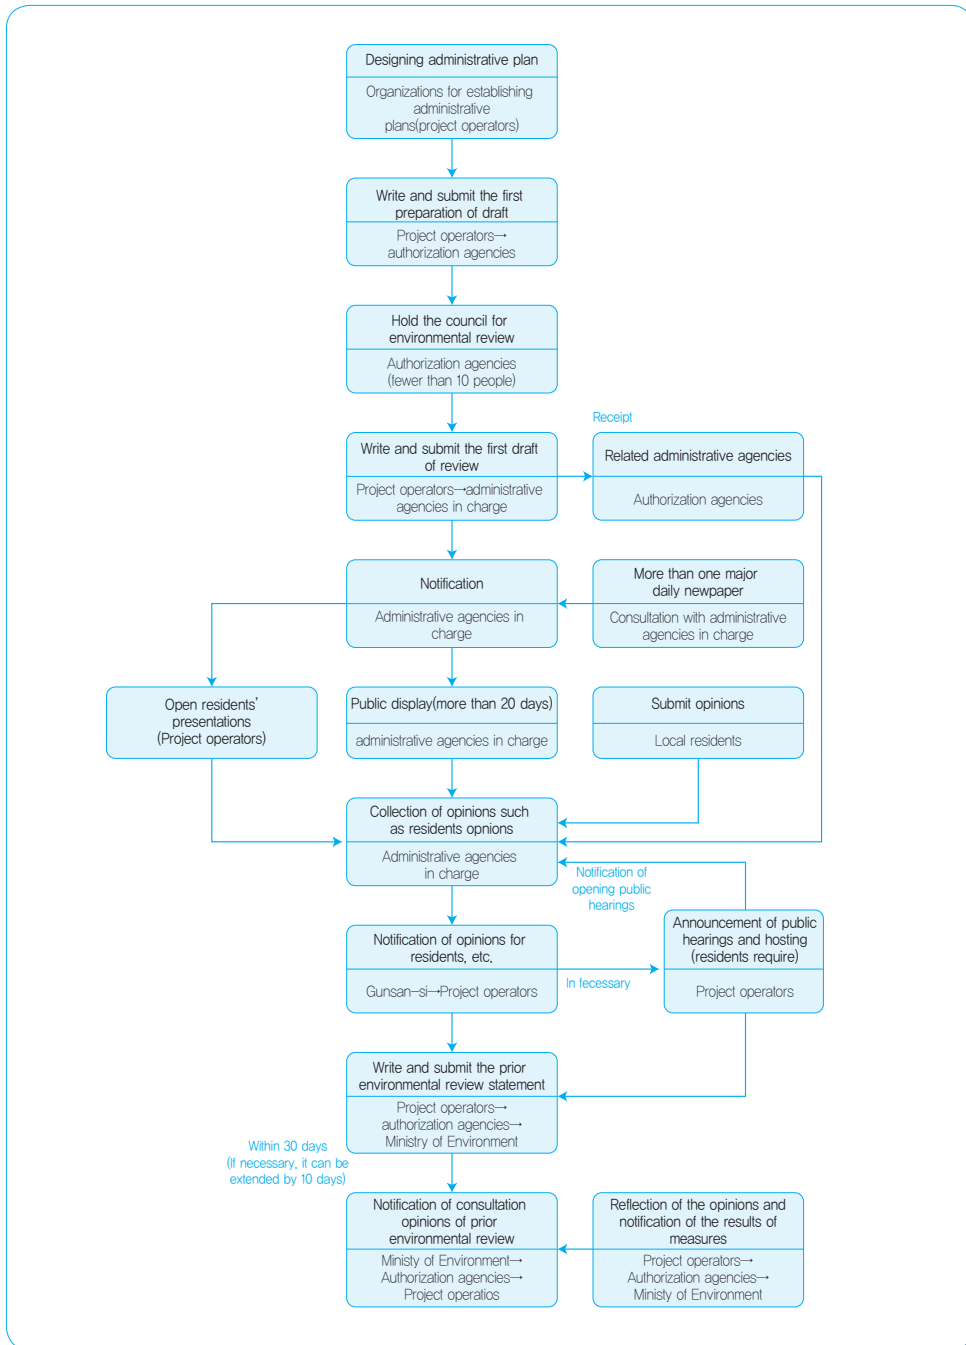 Designing administrative plan
Organizations for establishing
administrative
plans(project operators)
Write and submit the first
preparation of draft
Project operators→
authorization agencies
Hold the council for
environmental review
Authorization agencies
(fewer than 10 people)
Receipt
Write and submit the first draft
of review
Project operators→administrative
agencies in charge
Related administrative agencies
Authorization agencies
Notification
Administrative agencies in
charge
More than one major
daily newpaper
Consultation with administrative
agencies in charge
Open residents'
presentations
(Project operators)
Public display(more than 20 days)
administrative agencies in charge
Submit opinions
Local residents
Collection of opinions such
as residents opnions
Administrative agencies
in charge
Notification of
opening public
hearings
Notification of opinions for
residents, etc.
Gunsan-si→Project operators
In fecessary
Announcement of public
hearings and hosting
(residents require)
Project operators
Write and submit the prior
environmental review statement
Project operators→
authorization agencies→
Ministry of Environment
Within 30 days
(If necessary, it can be
extended by 10 days)
Notification of consultation
opinions of prior
environmental review
Ministy of Environment→
Authorization agencies→
Project operatios
Reflection of the opinions and
notification of the results of
measures
Project operators→
Authorization agencies→
Ministy of Environment